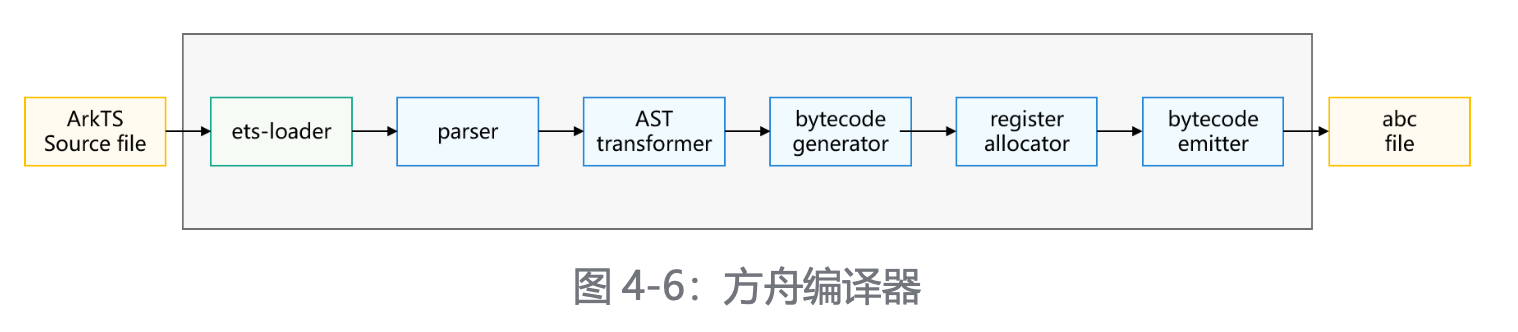 ArkTS
Source file
ets-loader
parser
AST
transformer
bytecode
generator
register
allocator
bytecode
emitter
abc
file
图 4-6：方舟编译器